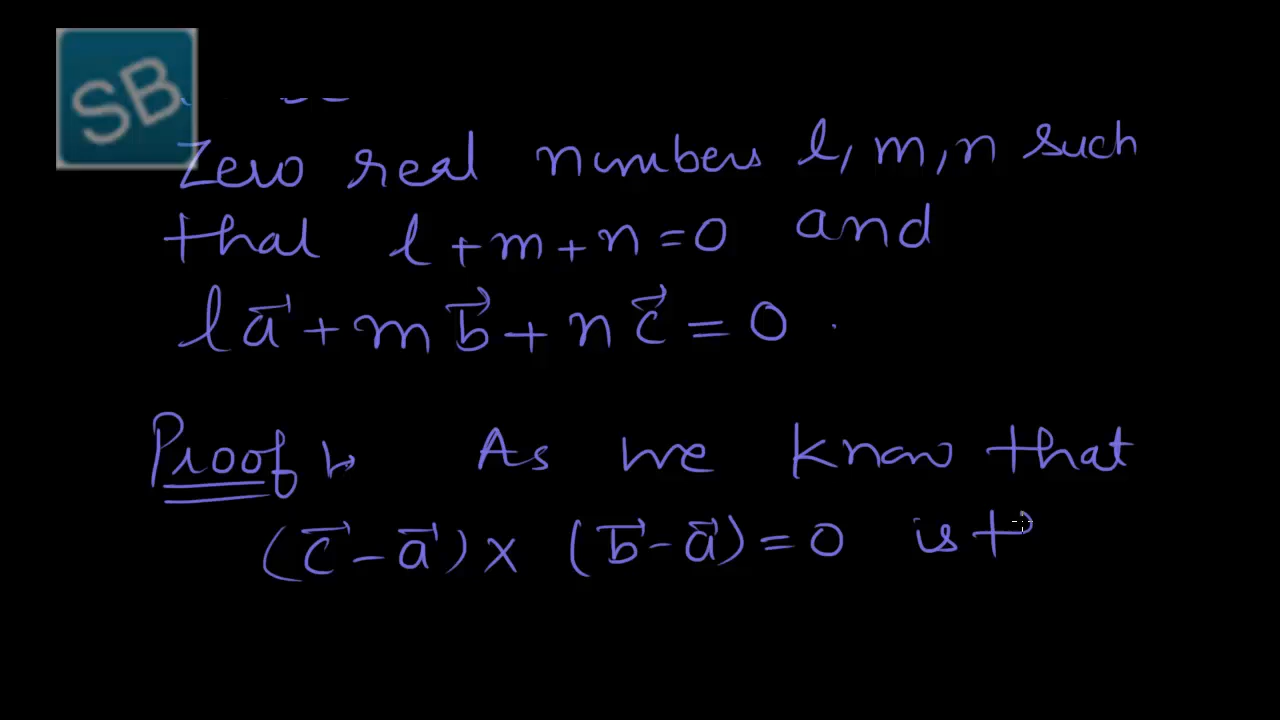 SB
Zero real numbers l, m, n such
that l + m + n = 0 and
l a⃗ + m b⃗ + n c⃗ = 0 .
Proof As we know that
(c⃗ - a⃗) × (b⃗ - a⃗) = 0 is